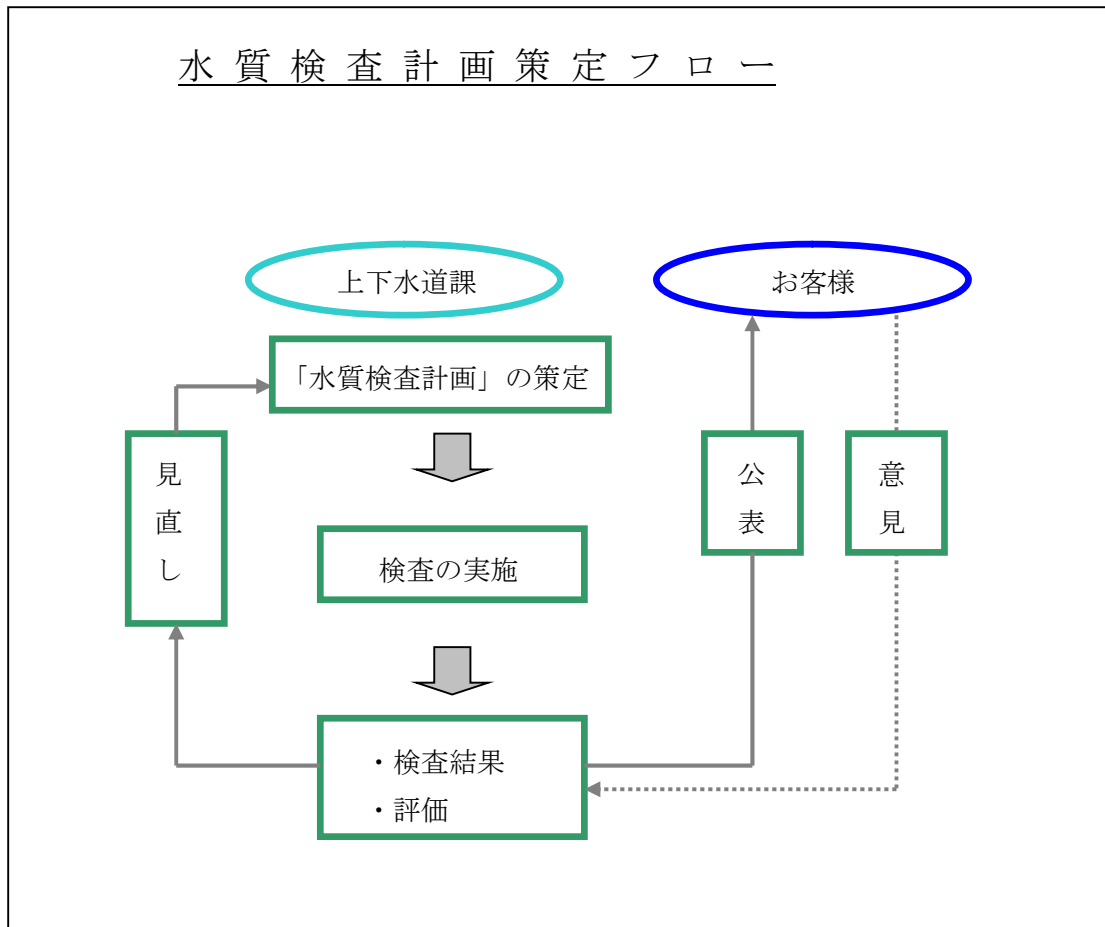 水質検査計画策定フロー
上下水道課
お客様
「水質検査計画」の策定
見直し
公表
意見
検査の実施
・検査結果
・評価